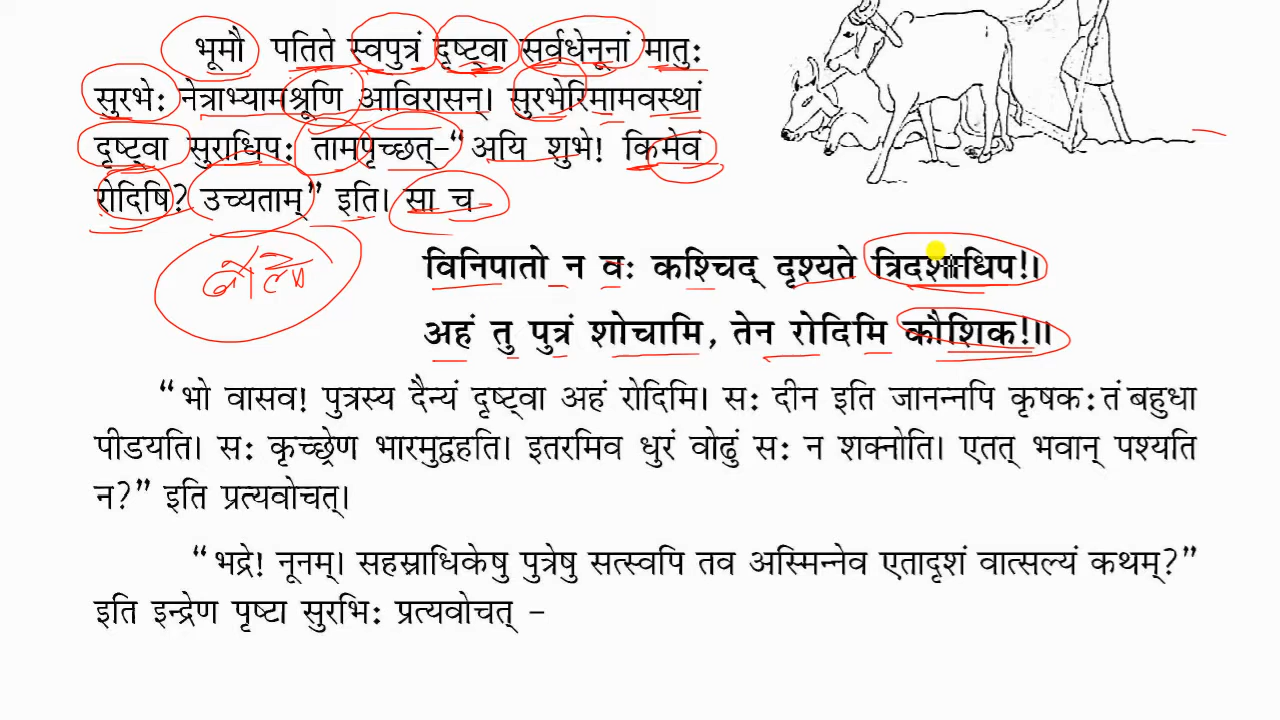 भूमौ पतिते स्वपुत्रं दृष्ट्वा सर्वधेनूनां मातुः
सुरभेः नेत्राभ्यामश्रूणि आविरासन्। सुरभेरिमामवस्थां
दृष्ट्वा सुराधिपः तामपृच्छत्-“अयि शुभे! किमेवं
रोदिषि? उच्यताम्” इति। सा च
विनिपातो न वः कश्चिद् दृश्यते त्रिदशाधिप!।
अहं तु पुत्रं शोचामि, तेन रोदिमि कौशिक!॥
“भो वासव! पुत्रस्य दैन्यं दृष्ट्वा अहं रोदिमि। सः दीन इति जानन्नपि कृषकः तं बहुधा
पीडयति। सः कृच्छ्रेण भारमुद्वहति। इतरमिव धुरं वोढुं सः न शक्नोति। एतत् भवान् पश्यति
न?” इति प्रत्यवोचत्।
“भद्रे! नूनम्। सहस्राधिकेषु पुत्रेषु सत्स्वपि तव अस्मिन्नेव एतादृशं वात्सल्यं कथम्?”
इति इन्द्रेण पृष्टा सुरभिः प्रत्यवोचत् –